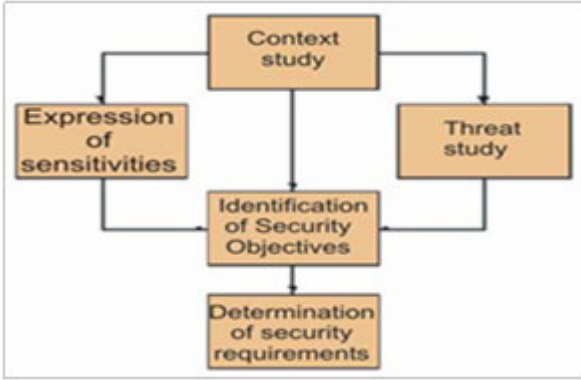 Context
study
Expression
of
sensitivities
Threat
study
Identification
of Security
Objectives
Determination
of security
requirements